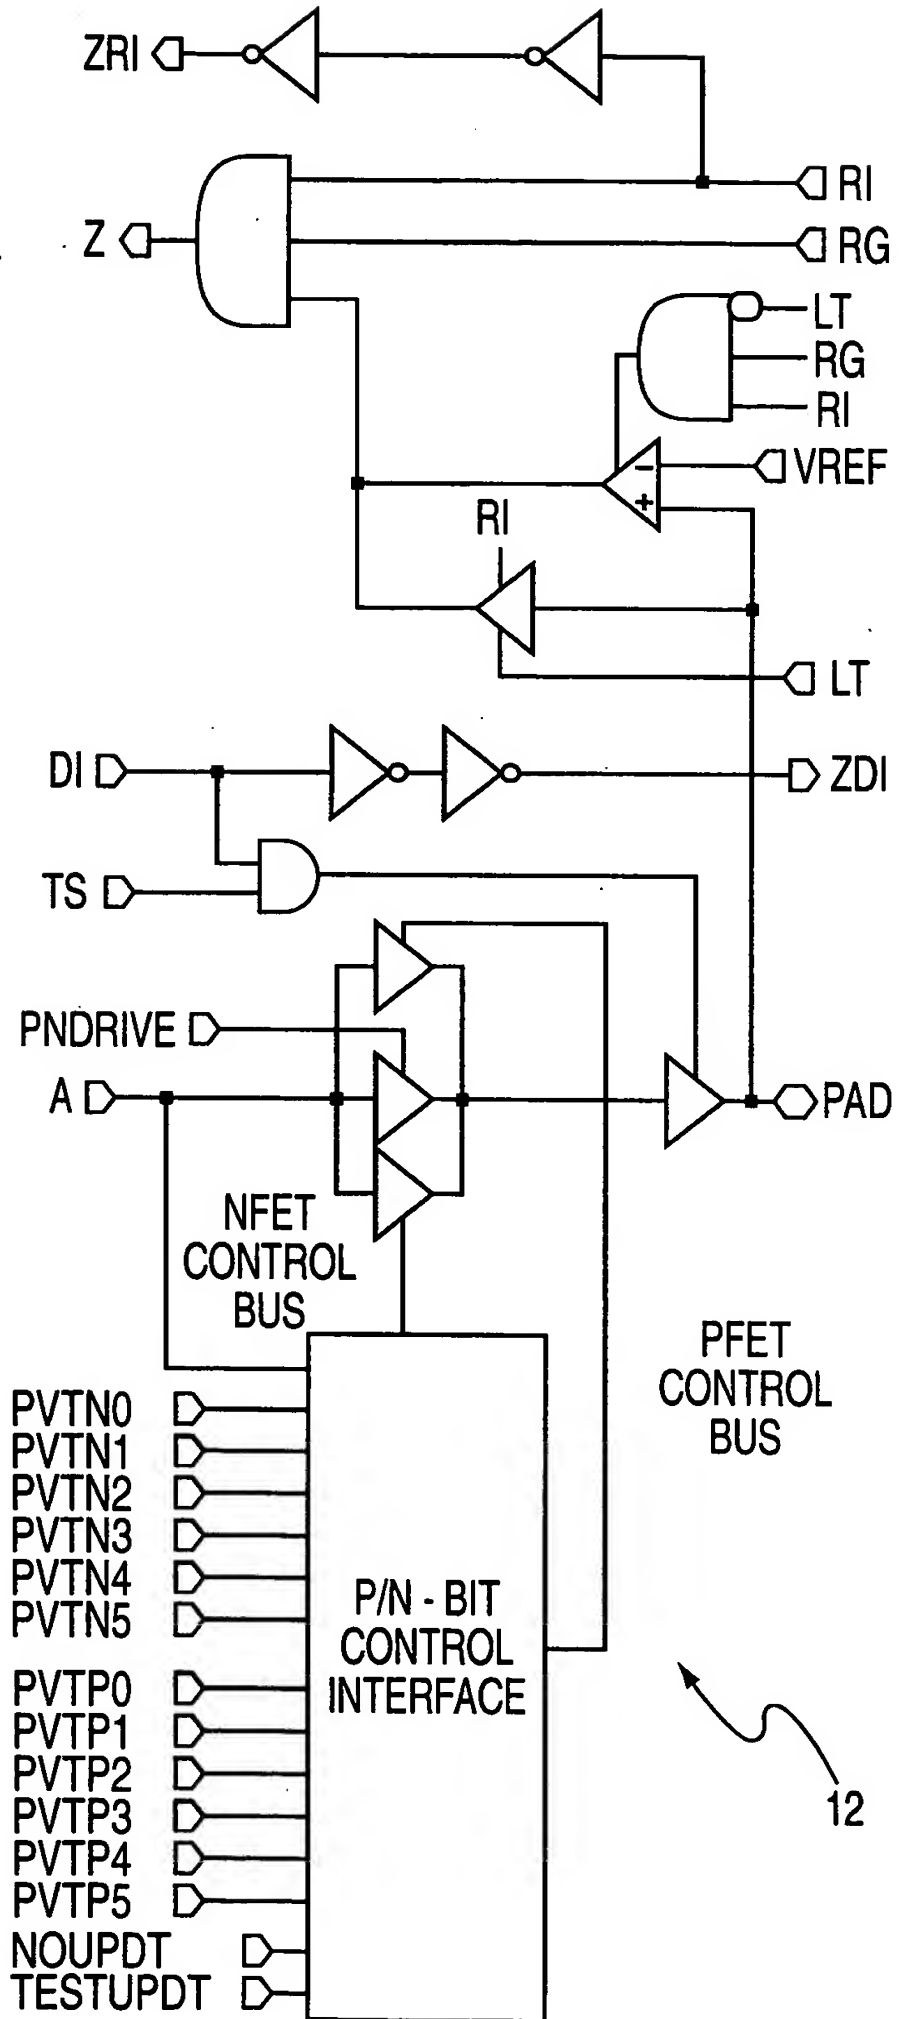 ZRI
RI
Z
RG
LT
RG
RI
VREF
−
+
RI
LT
DI
ZDI
TS
PNDRIVE
A
PAD
NFET
CONTROL
BUS
PFET
CONTROL
BUS
PVTN0
PVTN1
PVTN2
PVTN3
PVTN4
PVTN5
P/N - BIT
CONTROL
INTERFACE
PVTP0
PVTP1
PVTP2
PVTP3
PVTP4
PVTP5
NOUPDT
TESTUPDT
12